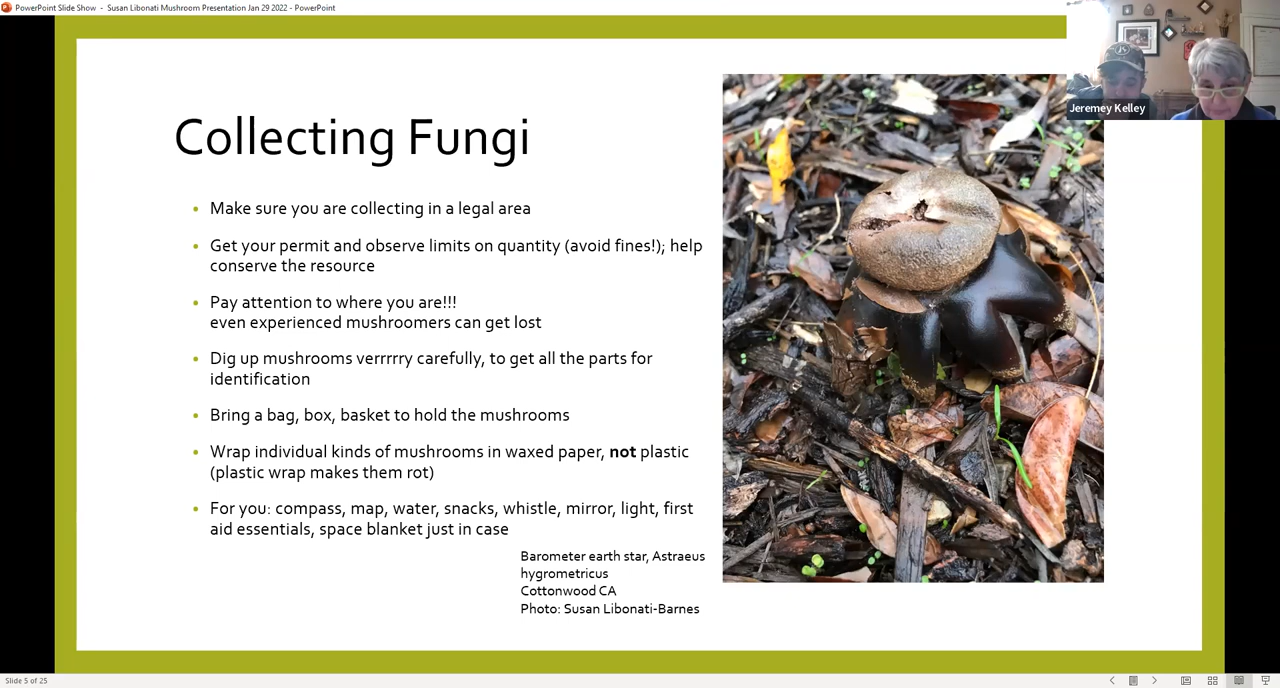 PowerPoint Slide Show - Susan Libonati Mushroom Presentation Jan 29 2022 - PowerPoint
Jeremey Kelley
Collecting Fungi
• Make sure you are collecting in a legal area
• Get your permit and observe limits on quantity (avoid fines!); help
conserve the resource
• Pay attention to where you are!!!
even experienced mushroomers can get lost
• Dig up mushrooms verrrrry carefully, to get all the parts for
identification
• Bring a bag, box, basket to hold the mushrooms
• Wrap individual kinds of mushrooms in waxed paper, not plastic
(plastic wrap makes them rot)
• For you: compass, map, water, snacks, whistle, mirror, light, first
aid essentials, space blanket just in case
Barometer earth star, Astraeus
hygrometricus
Cottonwood CA
Photo: Susan Libonati-Barnes
Slide 5 of 25